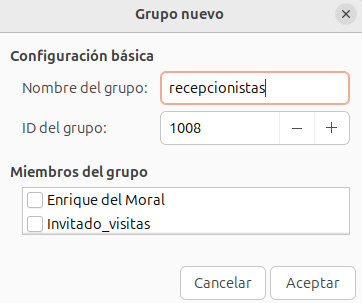 Grupo nuevo
Configuración básica
Nombre del grupo: recepcionistas
ID del grupo: 1008
Miembros del grupo
Enrique del Moral
Invitado_visitas
Cancelar Aceptar